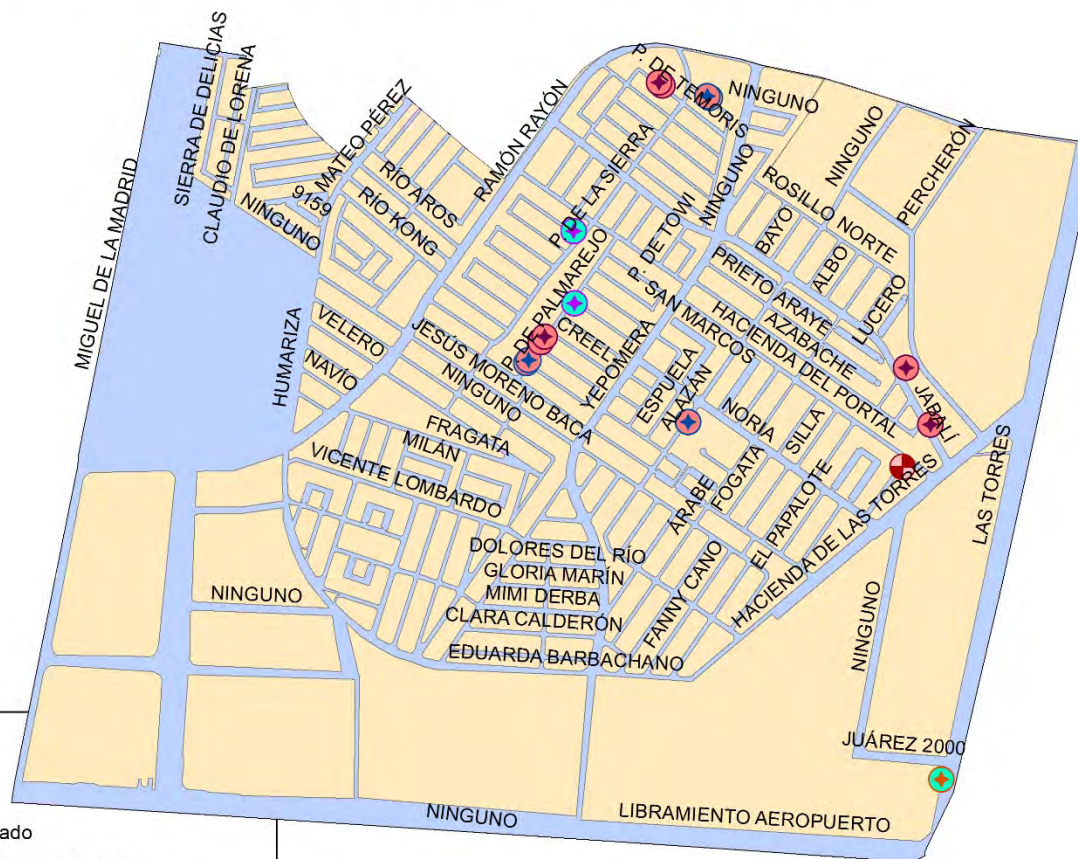 SIERRA DE DELICIAS
CLAUDIO DE LORENA
MIGUEL DE LA MADRID
NINGUNO
9159
MATEO PÉREZ
RÍO AROS
RÍO KONG
RAMÓN RAYÓN
P. DE TEMORIS
NINGUNO
NINGUNO
NINGUNO
PERCHERÓN
P. DE LA SIERRA
P. DE TOWI
ROSILLO NORTE
BAYO
ALBO
LUCERO
PRIETO ARAYE
AZABACHE
P. SAN MARCOS
HACIENDA DEL PORTAL
P. DE PALMAREJO
CREEL
YEPOMERA
HUMARIZA
VELERO
NAVÍO
JESÚS MORENO BACA
NINGUNO
ESPUELA
ALAZÁN
NORIA
SILLA
JABALÍ
FRAGATA
MILÁN
VICENTE LOMBARDO
ÁRABE
FOGATA
EL PAPALOTE
HACIENDA DE LAS TORRES
LAS TORRES
DOLORES DEL RÍO
GLORIA MARÍN
MIMI DERBA
CLARA CALDERÓN
EDUARDA BARBACHANO
FANNY CANO
NINGUNO
NINGUNO
JUÁREZ 2000
NINGUNO
LIBRAMIENTO AEROPUERTO
ado